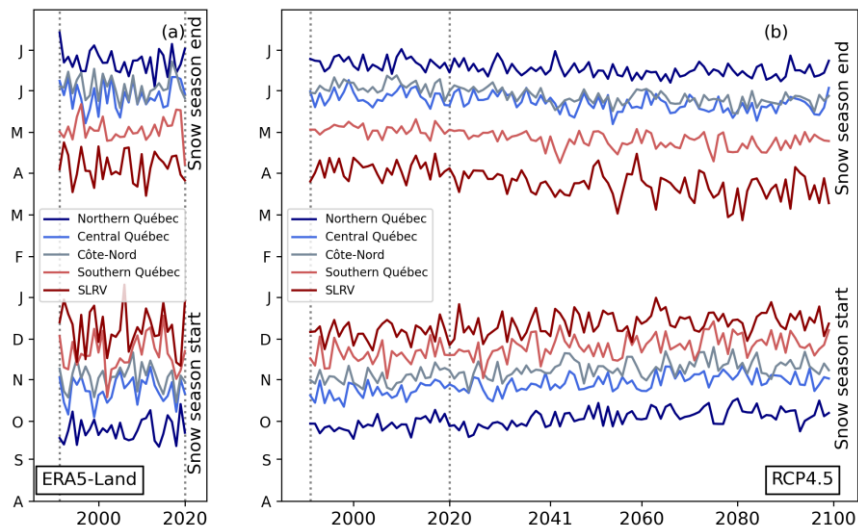 (a)
J
J
M
A
M
F
J
D
N
O
S
A
Snow season end
Northern Québec
Central Québec
Côte-Nord
Southern Québec
SLRV
Snow season start
ERA5-Land
2000
2020
(b)
J
J
M
A
M
F
J
D
N
O
S
A
Snow season end
Northern Québec
Central Québec
Côte-Nord
Southern Québec
SLRV
Snow season start
RCP4.5
2000
2020
2041
2060
2080
2100